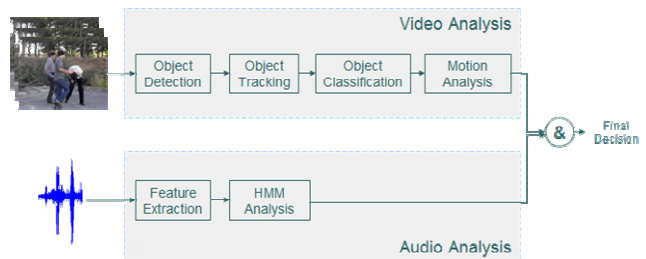 Video Analysis
Object Object Object Motion
Detection Tracking Classification Analysis
&
Final
Decision
Feature HMM
Extraction Analysis
Audio Analysis